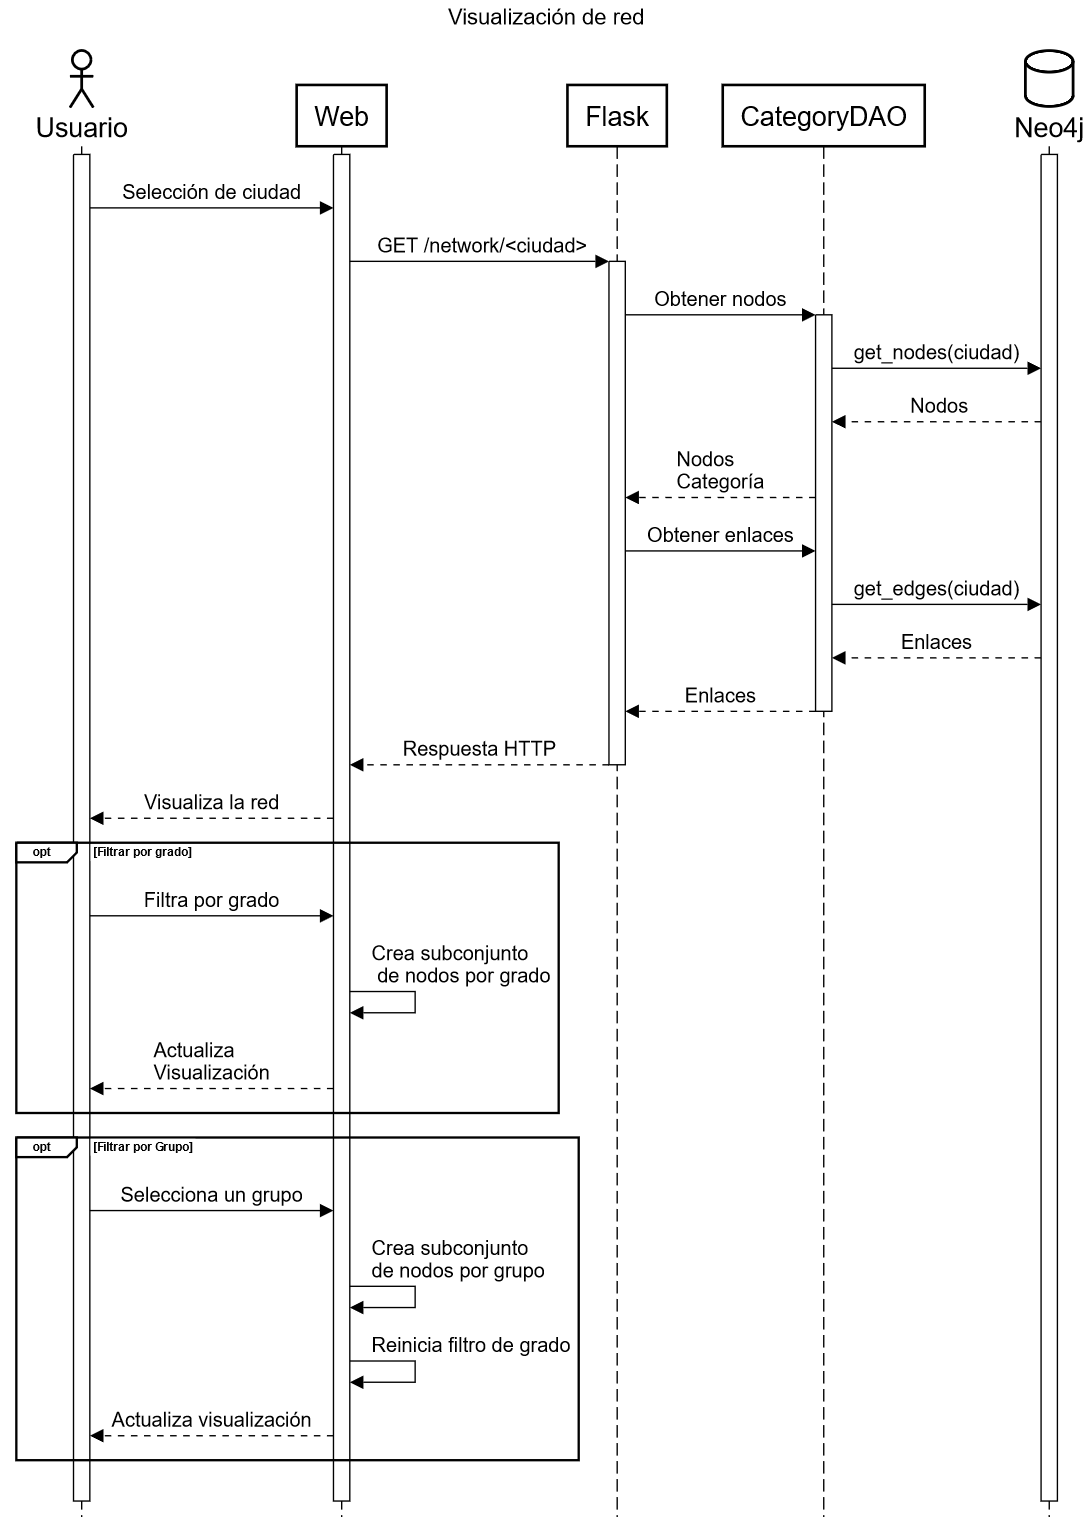 Visualización de red
Usuario
Web
Flask
CategoryDAO
Neo4j
Selección de ciudad
GET /network/<ciudad>
Obtener nodos
get_nodes(ciudad)
Nodos
Nodos
Categoría
Obtener enlaces
get_edges(ciudad)
Enlaces
Enlaces
Respuesta HTTP
Visualiza la red
opt
[Filtrar por grado]
Filtra por grado
Crea subconjunto
de nodos por grado
Actualiza
Visualización
opt
[Filtrar por Grupo]
Selecciona un grupo
Crea subconjunto
de nodos por grupo
Reinicia filtro de grado
Actualiza visualización